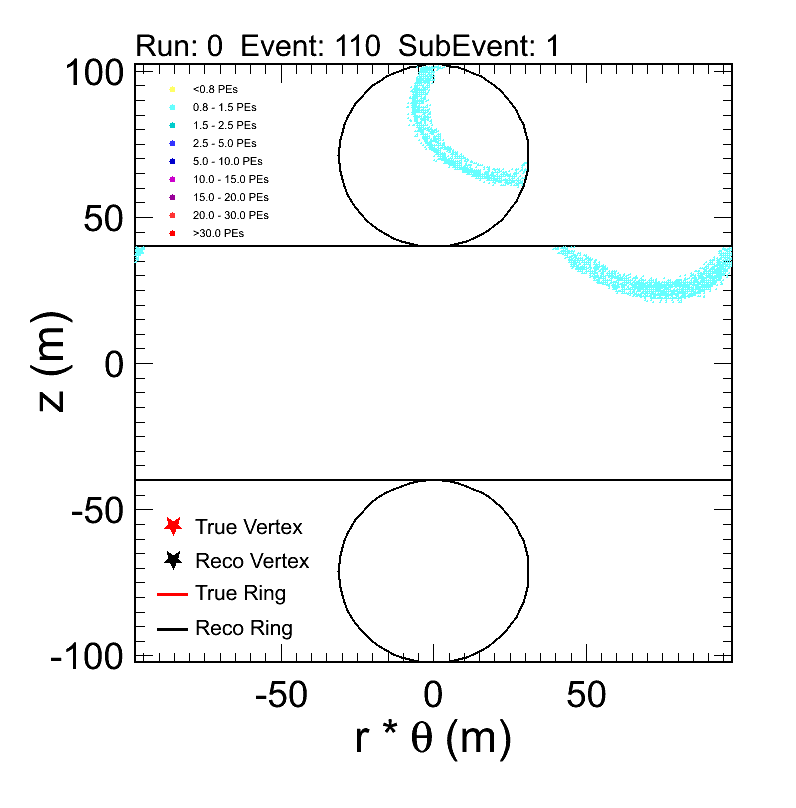 Run: 0 Event: 110 SubEvent: 1
100
<0.8 PEs
0.8 - 1.5 PEs
1.5 - 2.5 PEs
2.5 - 5.0 PEs
5.0 - 10.0 PEs
10.0 - 15.0 PEs
15.0 - 20.0 PEs
20.0 - 30.0 PEs
>30.0 PEs
50
0
z (m)
-50
True Vertex
Reco Vertex
True Ring
Reco Ring
-100
-50 0 50
r * θ (m)